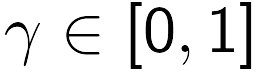 γ ∈ [0, 1]